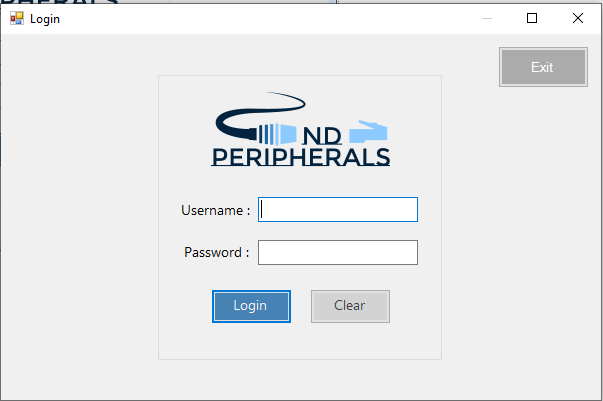 Login
Exit
ND
PERIPHERALS
Username :
Password :
Login
Clear